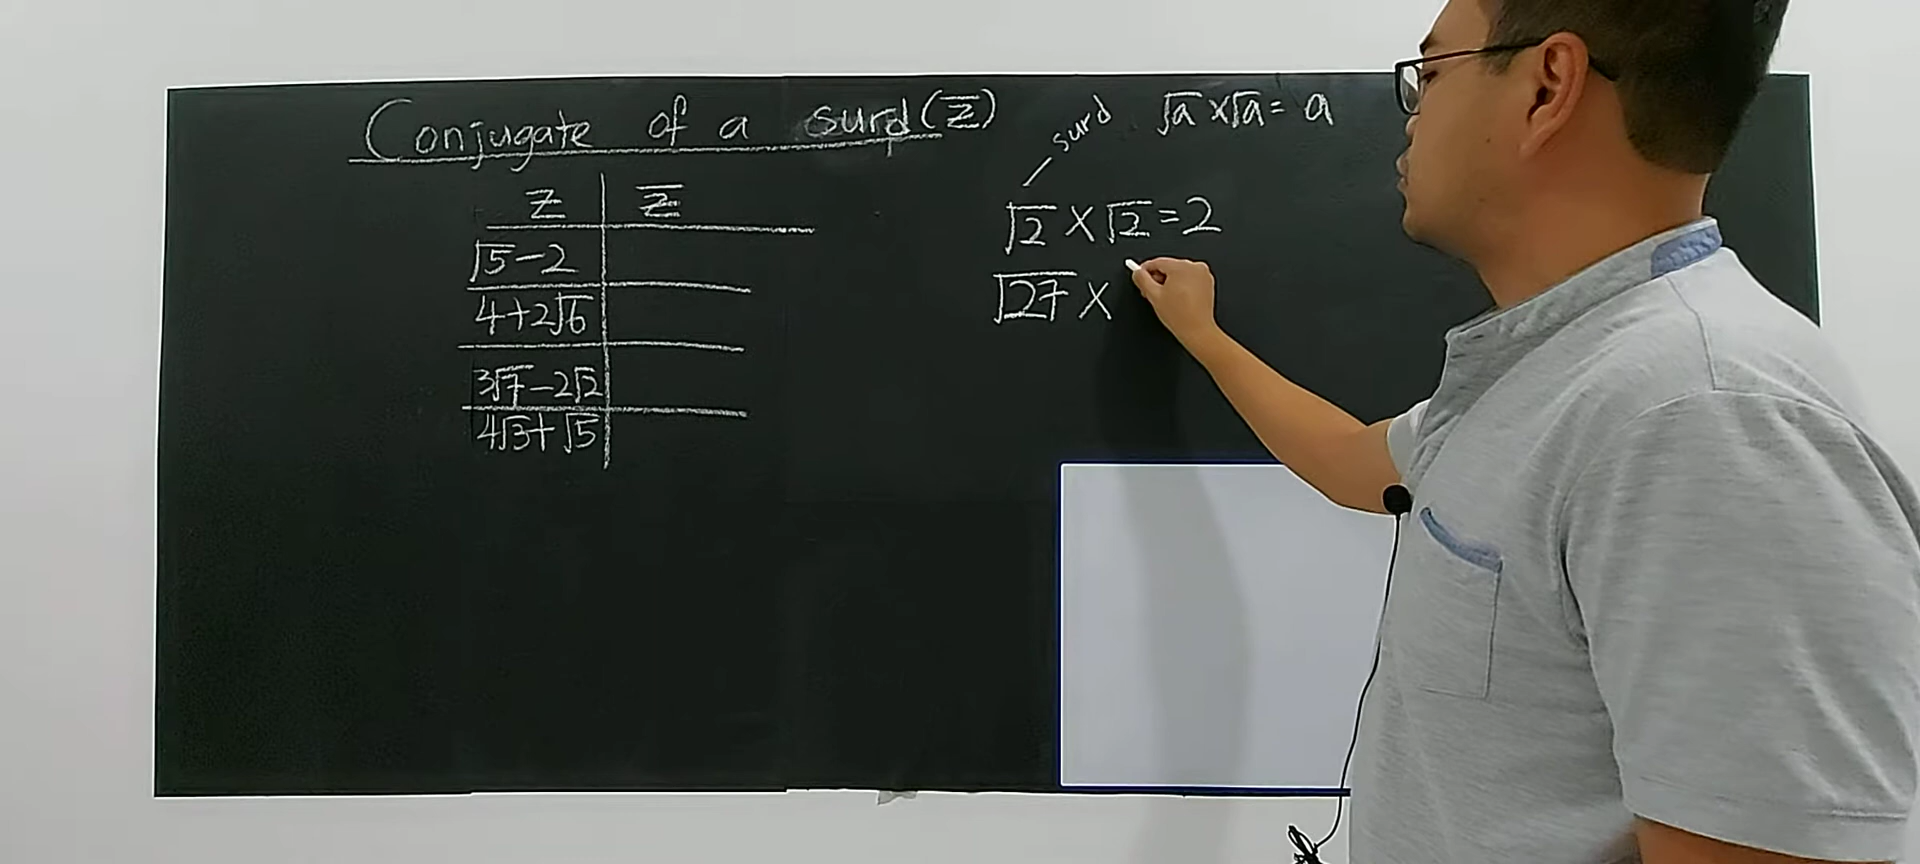 Conjugate of a surd (z̅)
z z̅
√5-2
4+2√6
3√7-2√2
4√3+√5
surd
√a x√a= a
√2 X √2=2
√27 X